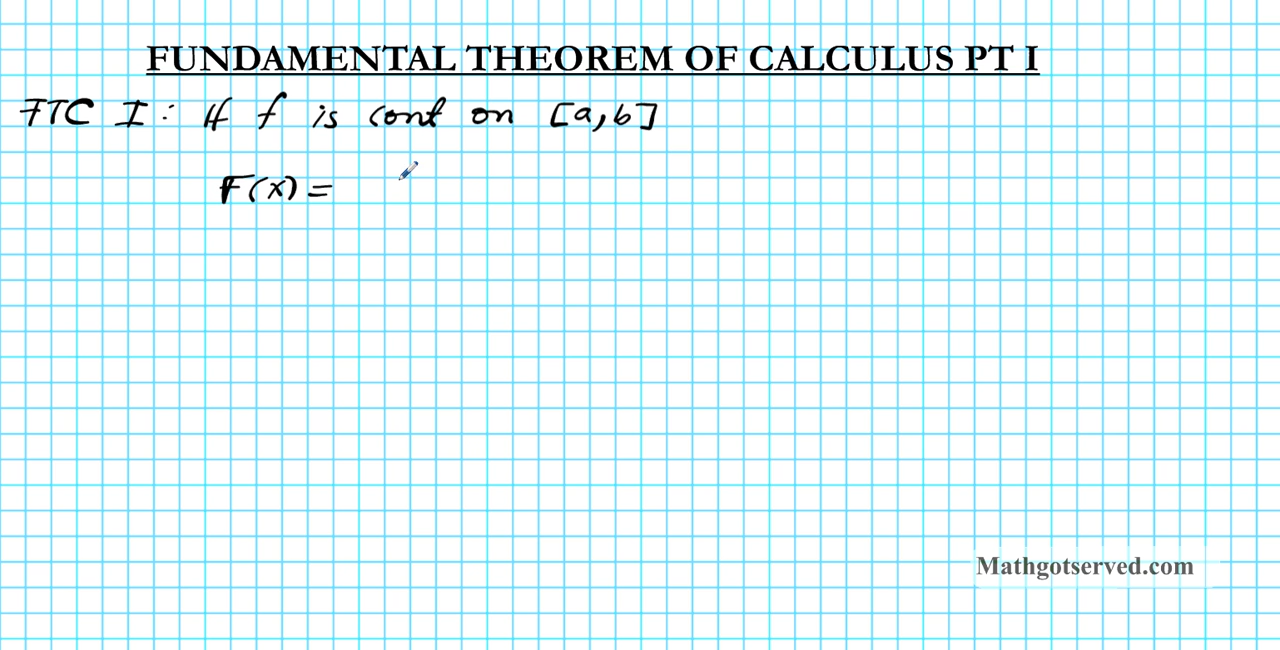 FUNDAMENTAL THEOREM OF CALCULUS PT I
FTC I: If f is cont on [a,b]
F(x) =
Mathgotserved.com